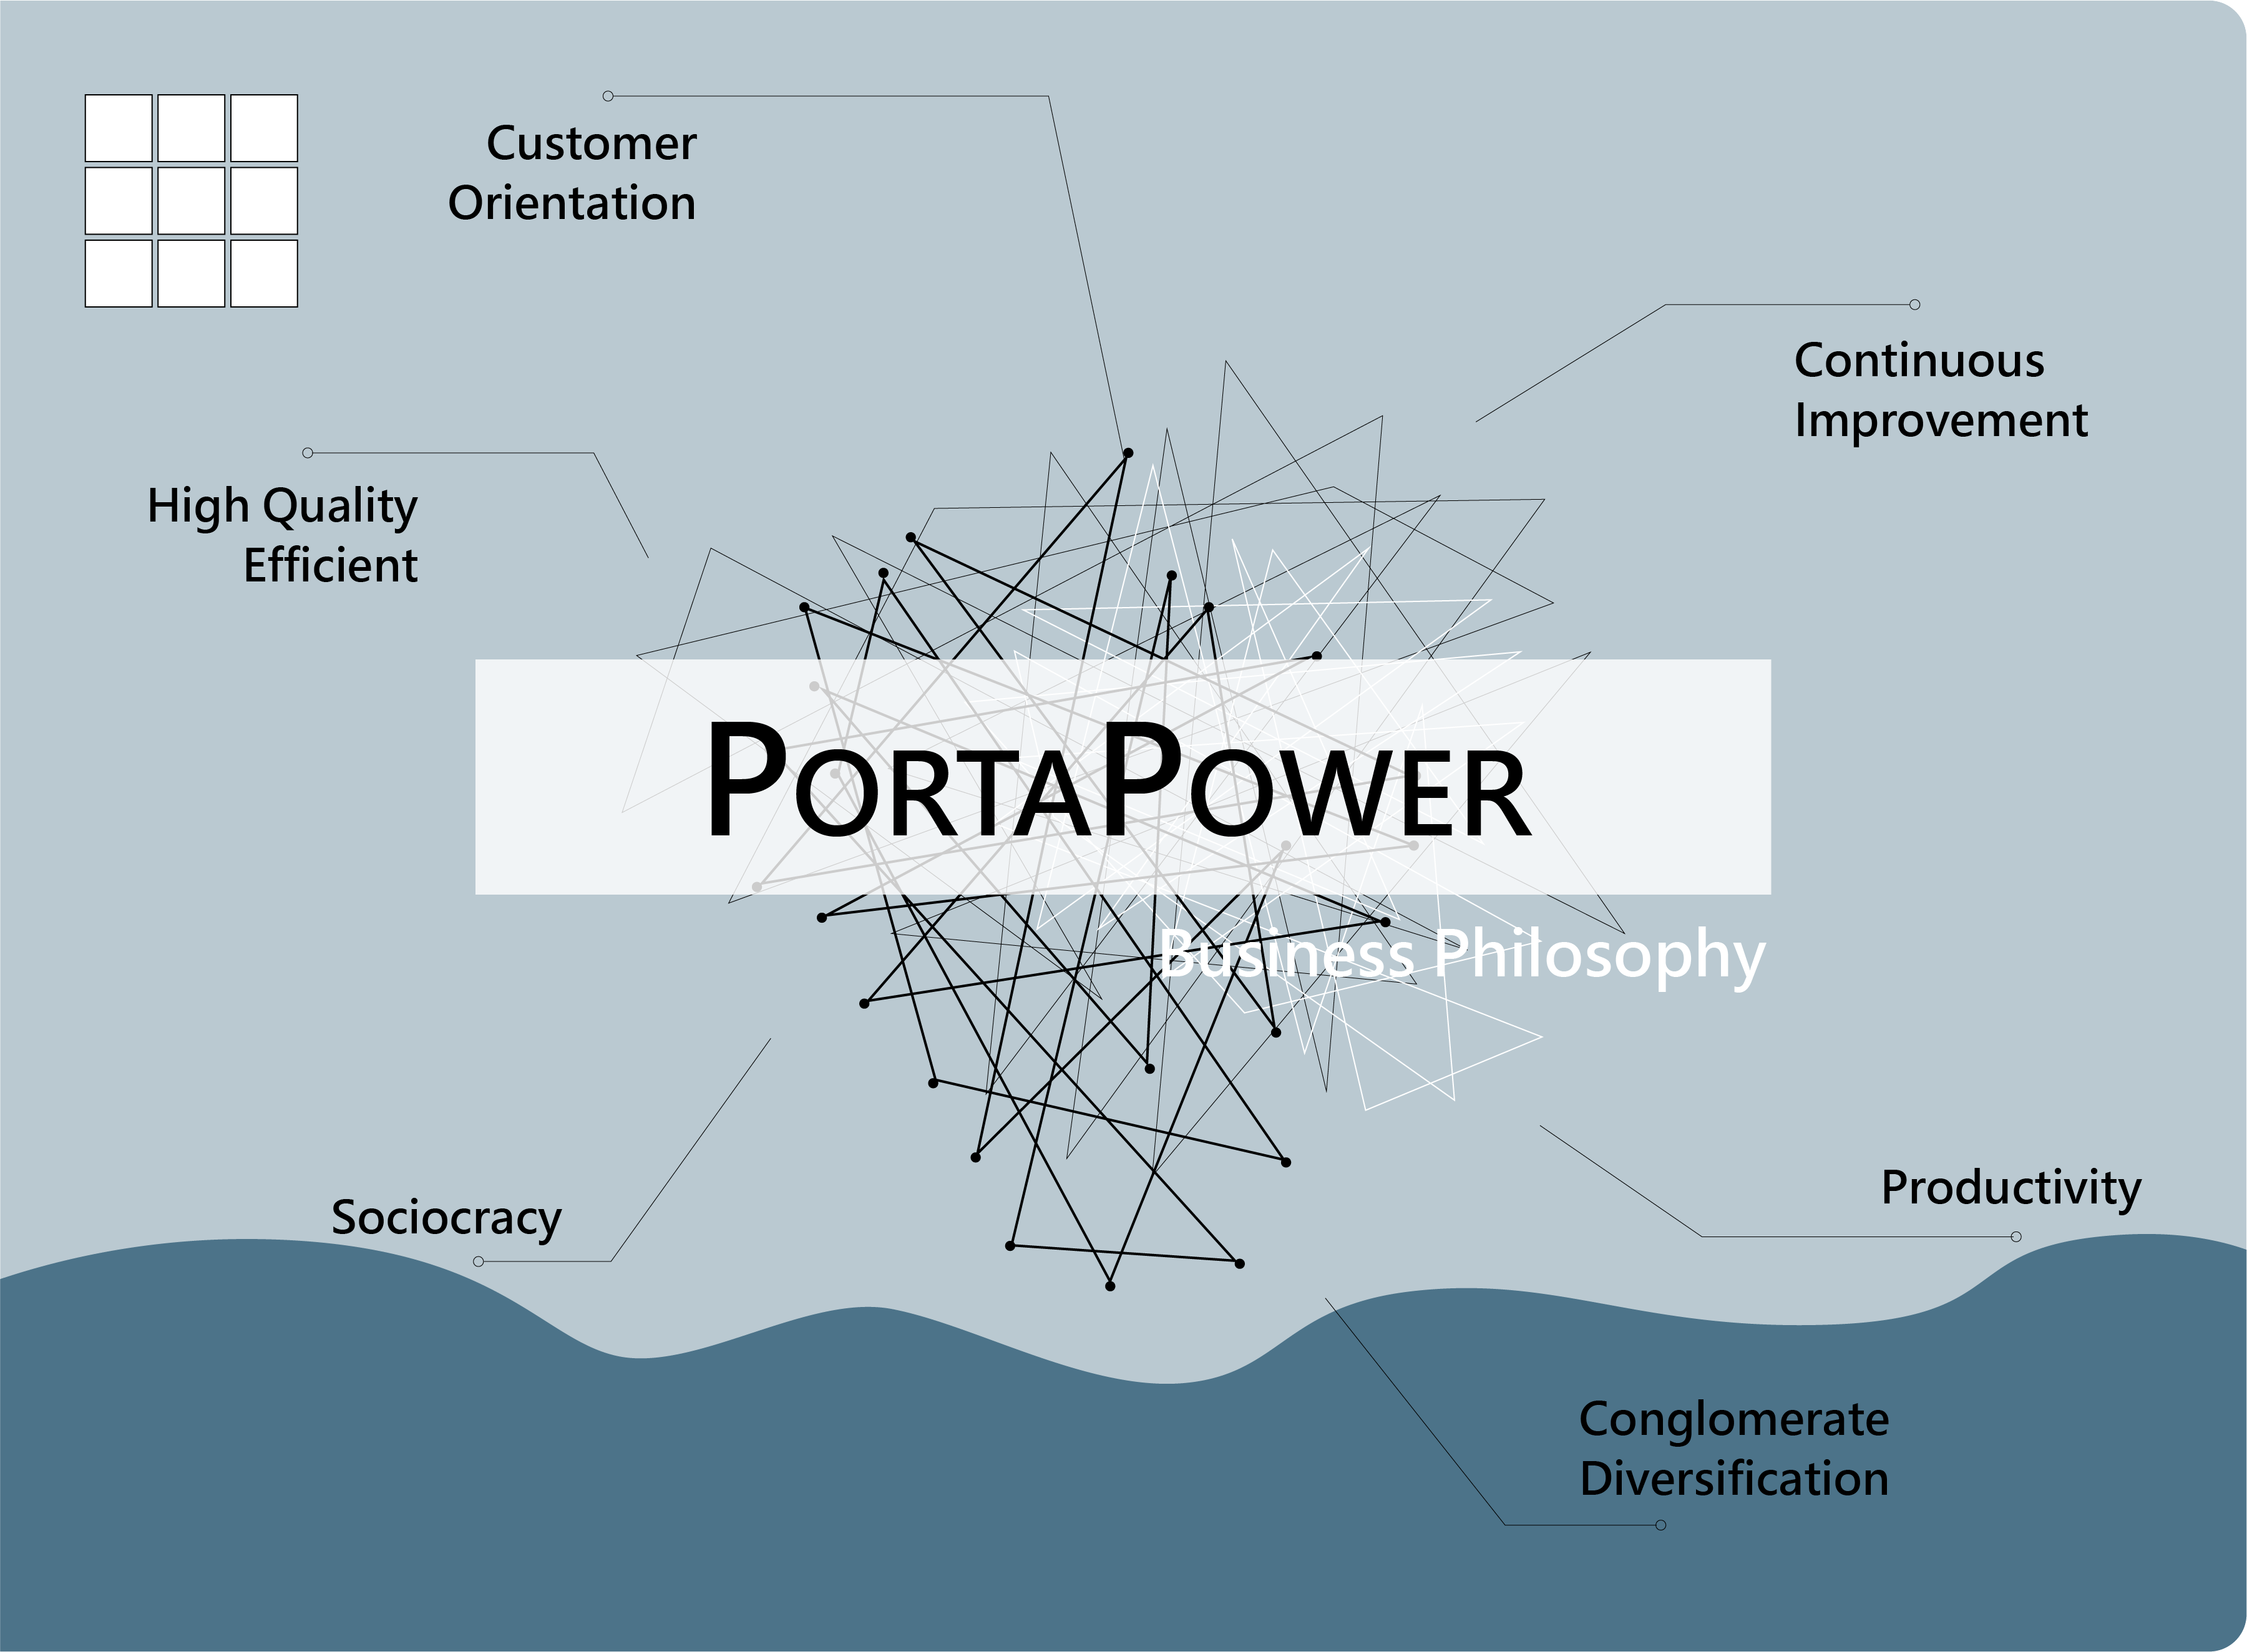 Customer
Orientation
Continuous
Improvement
High Quality
Efficient
PORTAPOWER
Business Philosophy
Sociocracy
Productivity
Conglomerate
Diversification